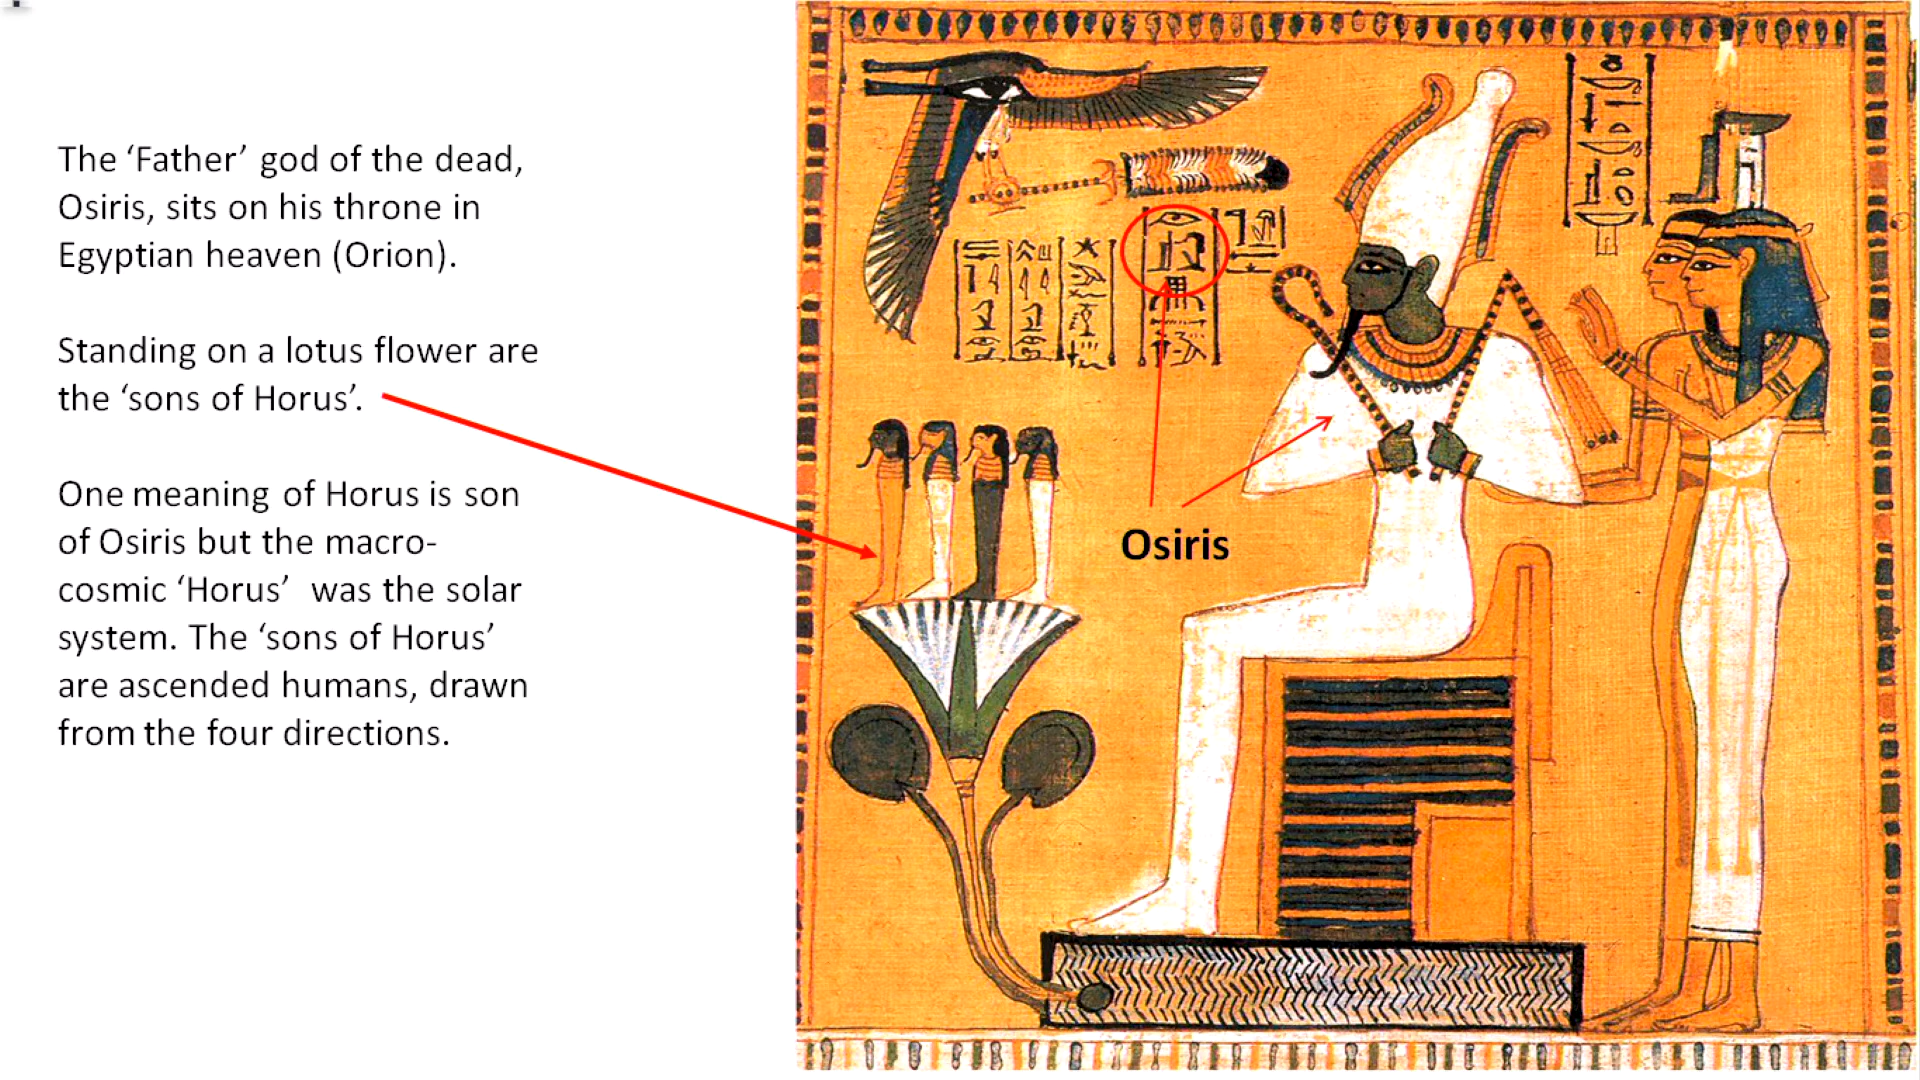 The ‘Father’ god of the dead,
Osiris, sits on his throne in
Egyptian heaven (Orion).
Standing on a lotus flower are
the ‘sons of Horus’.
One meaning of Horus is son
of Osiris but the macro-
cosmic ‘Horus’  was the solar
system. The ‘sons of Horus’
are ascended humans, drawn
from the four directions.
Osiris